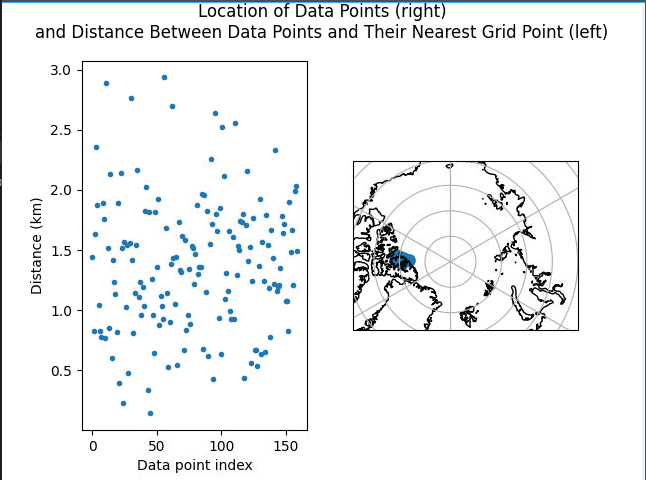 Location of Data Points (right)
and Distance Between Data Points and Their Nearest Grid Point (left)
3.0
2.5
2.0
1.5
1.0
0.5
Distance (km)
0 50 100 150
Data point index